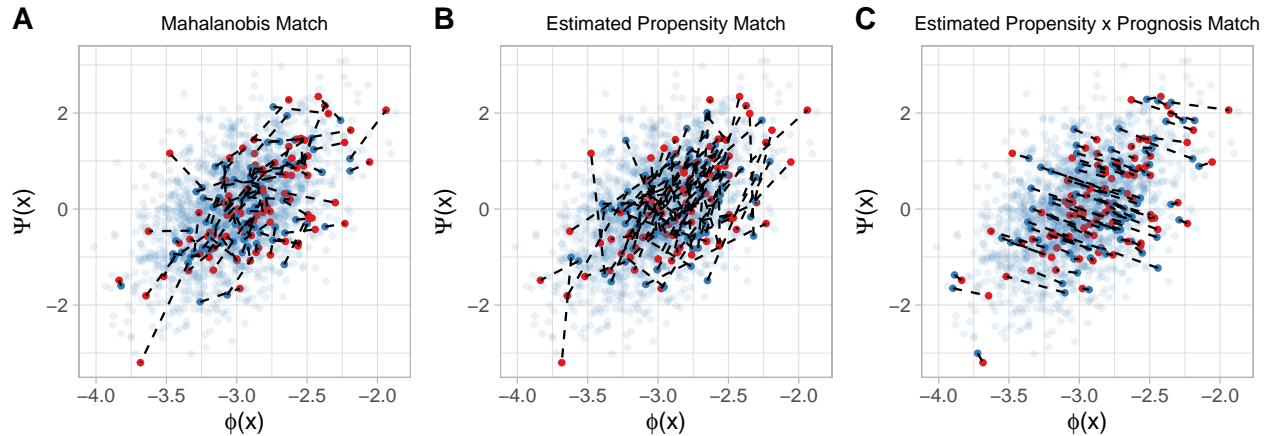 A Mahalanobis Match
Ψ(x)
2
0
−2
−4.0 −3.5 −3.0 −2.5 −2.0
ϕ(x)
B Estimated Propensity Match
Ψ(x)
2
0
−2
−4.0 −3.5 −3.0 −2.5 −2.0
ϕ(x)
C Estimated Propensity x Prognosis Match
Ψ(x)
2
0
−2
−4.0 −3.5 −3.0 −2.5 −2.0
ϕ(x)